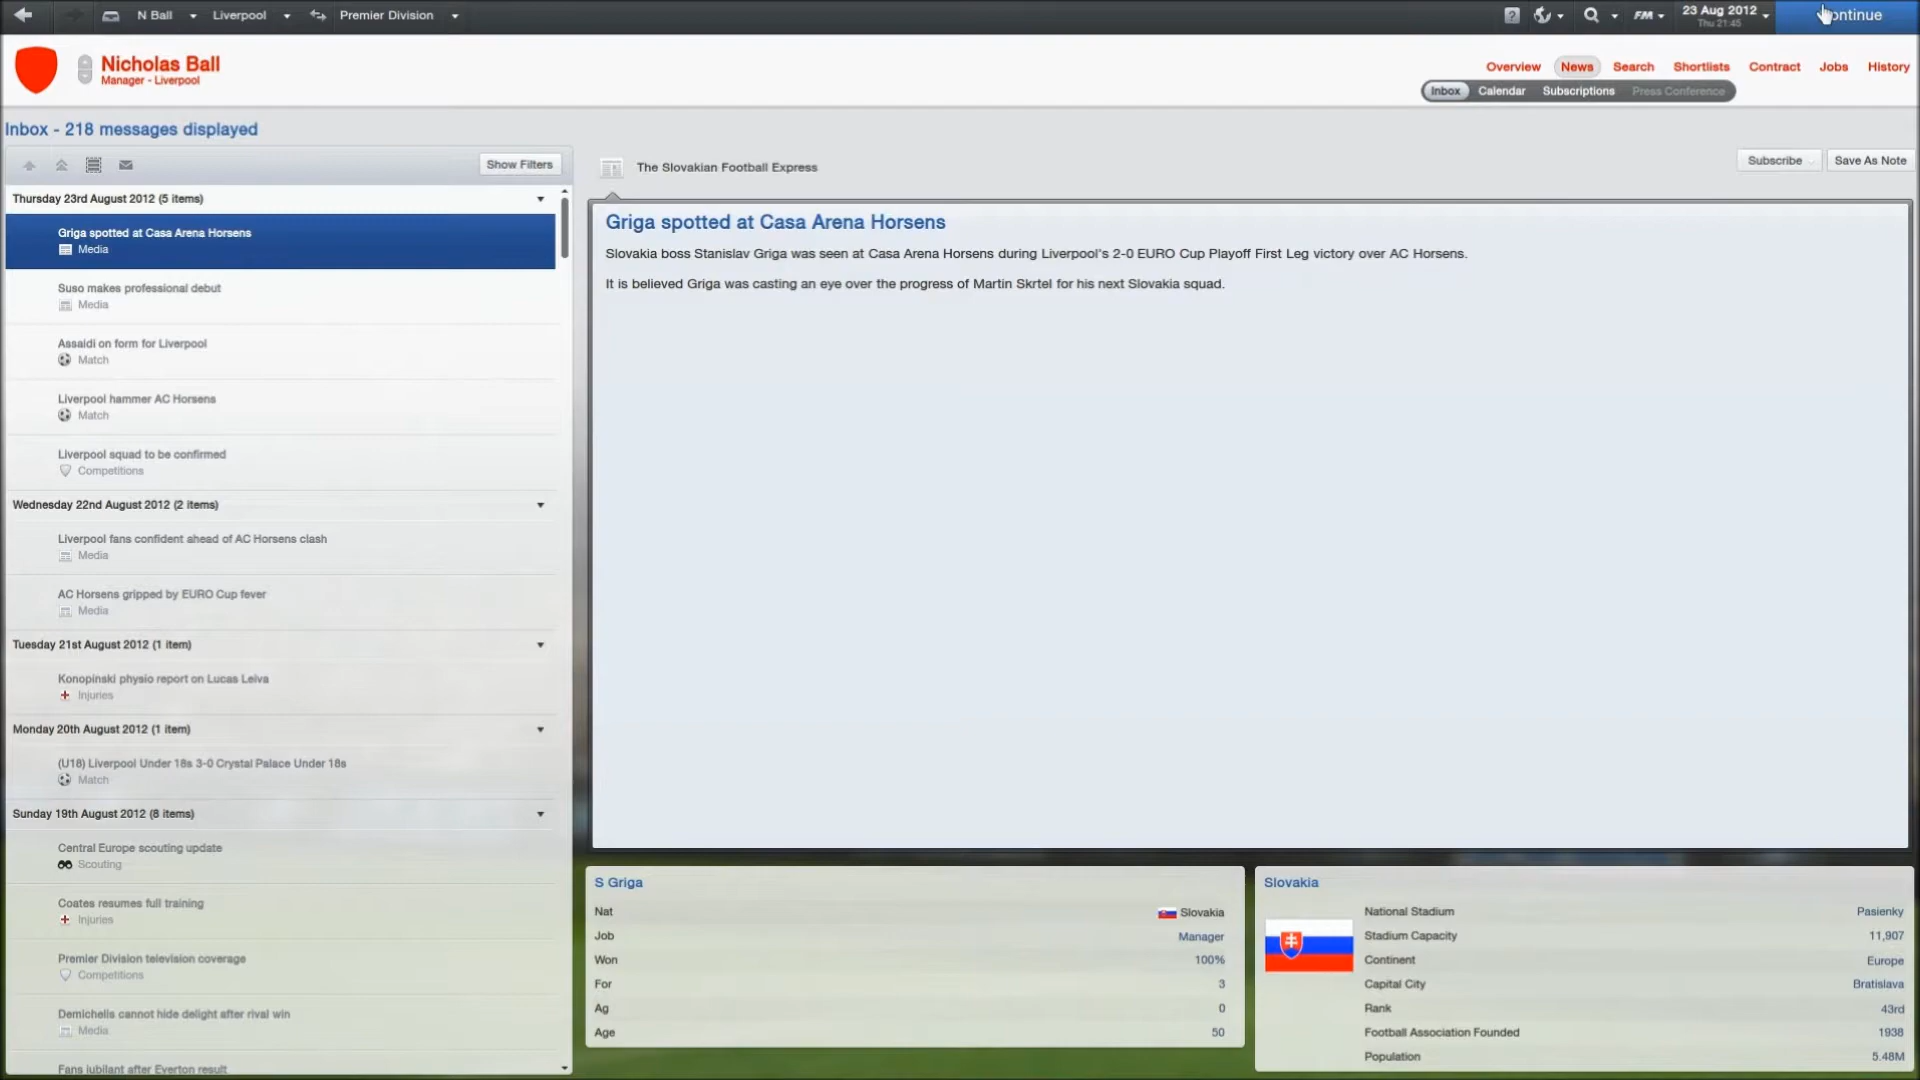 N Ball
Liverpool
Premier Division
FM
23 Aug 2012
Thu 21:45
ontinue
Nicholas Ball
Manager - Liverpool
Overview
News
Search
Shortlists
Contract
Jobs
History
Inbox
Calendar
Subscriptions
Press Conference
Inbox - 218 messages displayed
Show Filters
Thursday 23rd August 2012 (5 items)
Griga spotted at Casa Arena Horsens
Media
Suso makes professional debut
Media
Assaidi on form for Liverpool
Match
Liverpool hammer AC Horsens
Match
Liverpool squad to be confirmed
Competitions
Wednesday 22nd August 2012 (2 items)
Liverpool fans confident ahead of AC Horsens clash
Media
AC Horsens gripped by EURO Cup fever
Media
Tuesday 21st August 2012 (1 item)
Konopinski physio report on Lucas Leiva
Injuries
Monday 20th August 2012 (1 item)
(U18) Liverpool Under 18s 3-0 Crystal Palace Under 18s
Match
Sunday 19th August 2012 (8 items)
Central Europe scouting update
Scouting
Coates resumes full training
Injuries
Premier Division television coverage
Competitions
Demichelis cannot hide delight after rival win
Media
Fans jubilant after Everton result
The Slovakian Football Express
Subscribe
Save As Note
Griga spotted at Casa Arena Horsens
Slovakia boss Stanislav Griga was seen at Casa Arena Horsens during Liverpool's 2-0 EURO Cup Playoff First Leg victory over AC Horsens.
It is believed Griga was casting an eye over the progress of Martin Skrtel for his next Slovakia squad.
S Griga
Nat Slovakia
Job Manager
Won 100%
For 3
Ag 0
Age 50
Slovakia
National Stadium Pasienky
Stadium Capacity 11,907
Continent Europe
Capital City Bratislava
Rank 43rd
Football Association Founded 1938
Population 5.48M